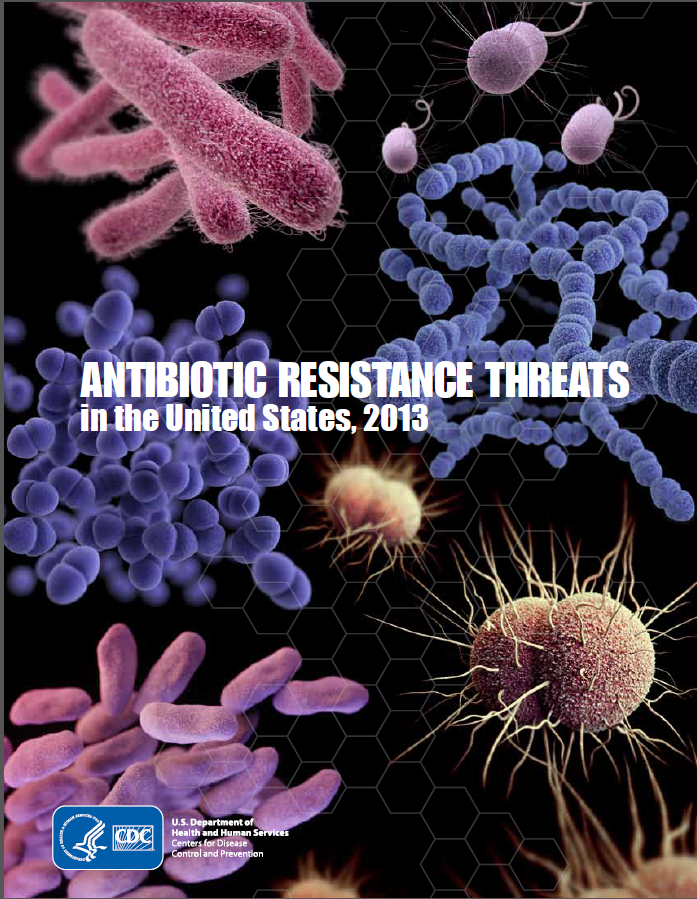 ANTIBIOTIC RESISTANCE THREATS
in the United States, 2013
CDC
U.S. Department of
Health and Human Services
Centers for Disease
Control and Prevention